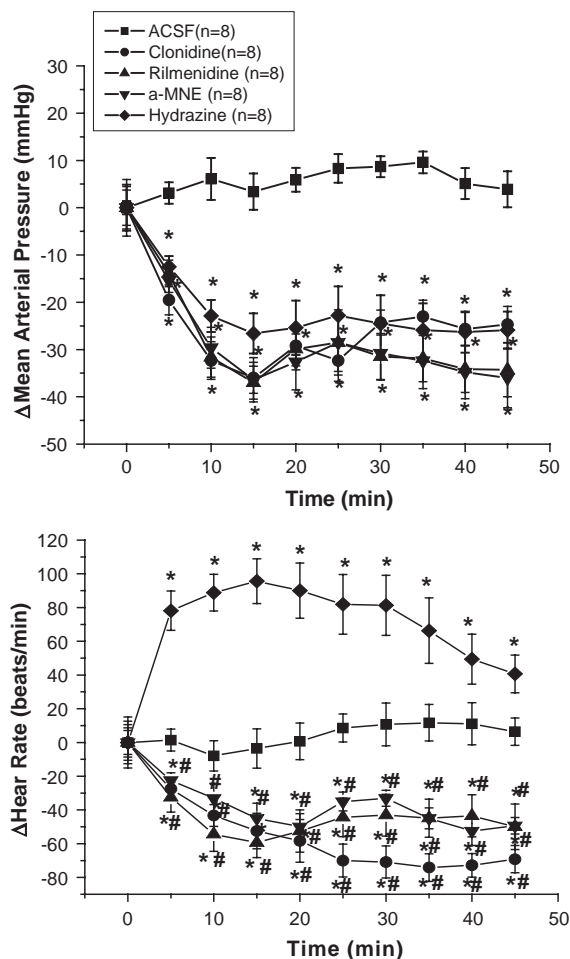 ACSF(n=8)
Clonidine(n=8)
Rilmenidine (n=8)
a-MNE (n=8)
Hydrazine (n=8)
ΔMean Arterial Pressure (mmHg)
30
20
10
0
-10
-20
-30
-40
-50
* * * * * * * * *
* * * * * * * * *
* * * * * * * * *
0 10 20 30 40 50
Time (min)
ΔHear Rate (beats/min)
120
100
80
60
40
20
0
-20
-40
-60
-80
* * * * * * * * *
*# # *# *# *# *# *# *# *#
*# *# *# *# *# *# *# *#
*# *# *# *# *# *# *#
0 10 20 30 40 50
Time (min)